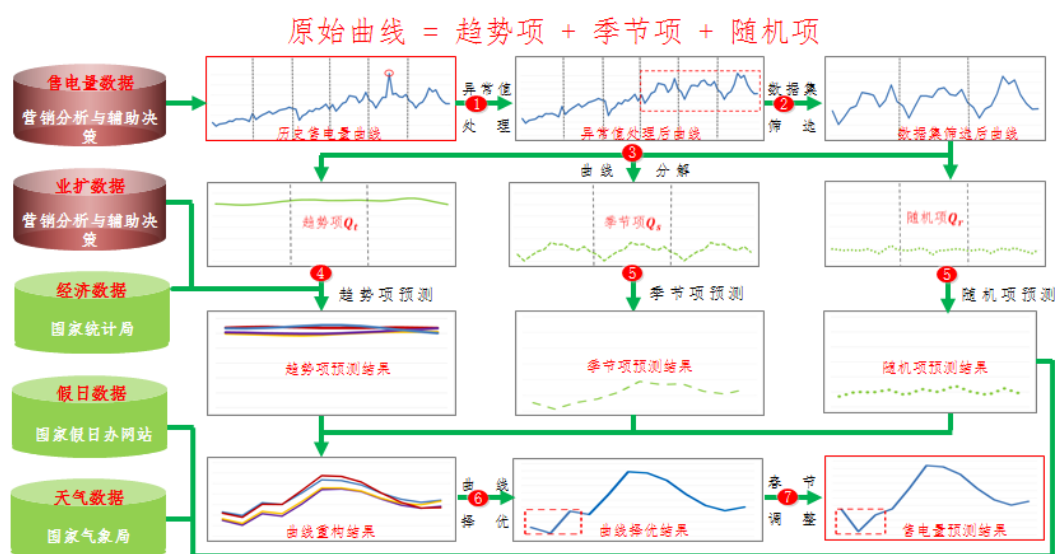 原始曲线 = 趋势项 + 季节项 + 随机项
售电量数据
营销分析与辅助决
策
历史售电量曲线
异常值
1
处 理
异常值处理后曲线
数据集
2
筛 选
数据集筛选后曲线
3
曲线 分解
业扩数据
营销分析与辅助决
策
趋势项Qt
季节项Qs
随机项Qr
4
5
5
趋势项预测
季节项预测
随机项预测
经济数据
国家统计局
趋势项预测结果
季节项预测结果
随机项预测结果
假日数据
国家假日办网站
天气数据
国家气象局
曲线重构结果
曲 线
6
择 优
曲线择优结果
春 节
7
调 整
售电量预测结果